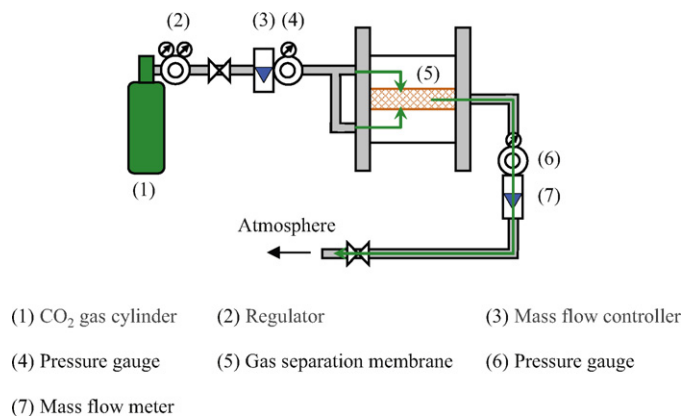 (2) (3) (4)
(5)
(6)
(1) (7)
Atmosphere
(1) CO₂ gas cylinder (2) Regulator (3) Mass flow controller
(4) Pressure gauge (5) Gas separation membrane (6) Pressure gauge
(7) Mass flow meter